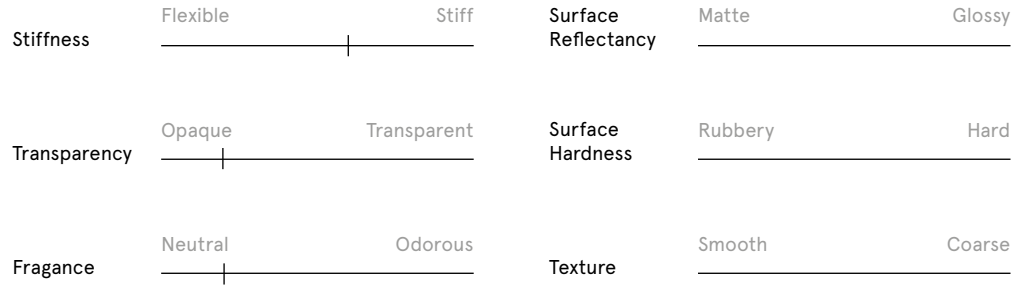 Stiffness
Flexible Stiff
Transparency
Opaque Transparent
Fragance
Neutral Odorous
Surface
Reflectancy
Matte Glossy
Surface
Hardness
Rubbery Hard
Texture
Smooth Coarse